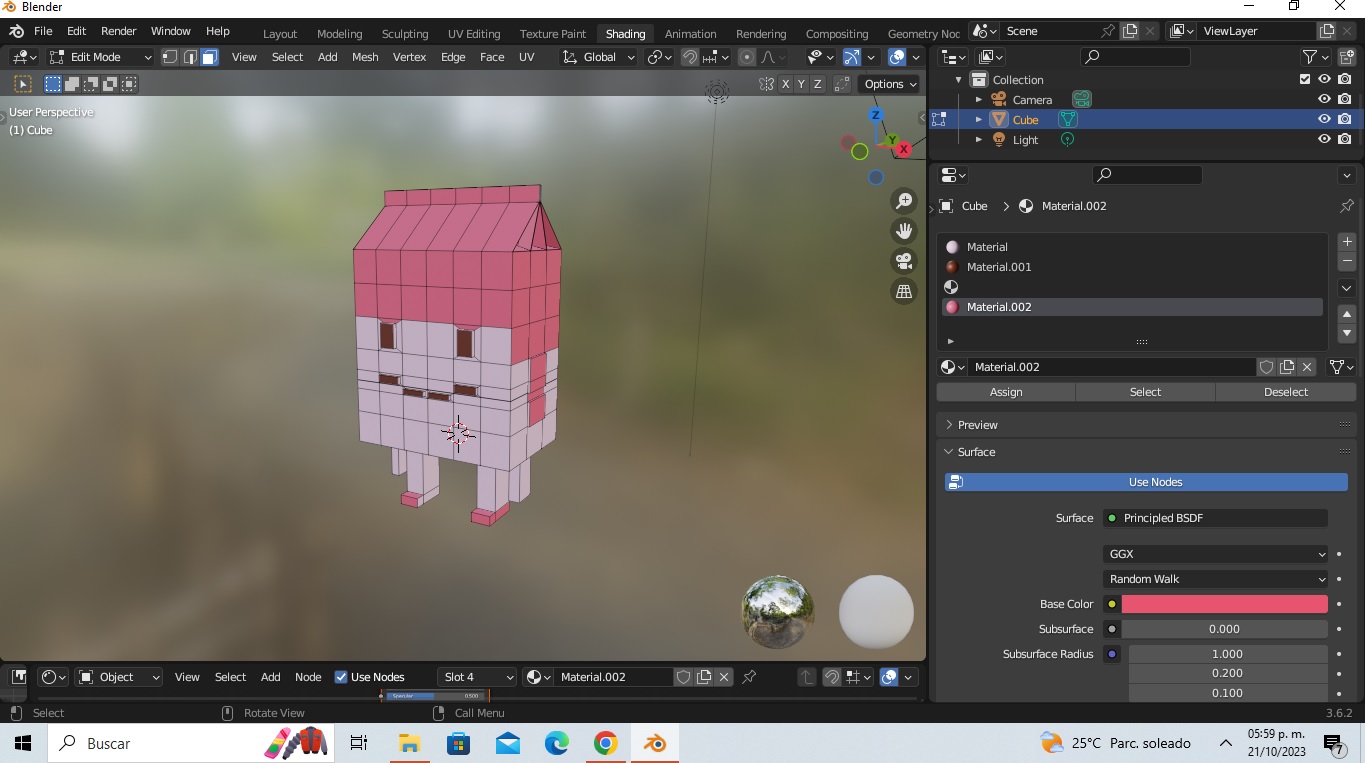 Blender
File Edit Render Window Help Layout Modeling Sculpting UV Editing Texture Paint Shading Animation Rendering Compositing Geometry Noc Scene ViewLayer
Edit Mode View Select Add Mesh Vertex Edge Face UV Global
X Y Z Options
User Perspective
(1) Cube
Z
Y
X
Collection
Camera
Cube
Light
Cube > Material.002
Material
Material.001
Material.002
Material.002
Assign Select Deselect
Preview
Surface
Use Nodes
Surface Principled BSDF
GGX
Random Walk
Base Color
Subsurface 0.000
Subsurface Radius 1.000
0.200
0.100
Object View Select Add Node Use Nodes Slot 4 Material.002
Specular 0.500
Select Rotate View Call Menu 3.6.2
Buscar 25°C Parc. soleado 05:59 p. m.
21/10/2023
7